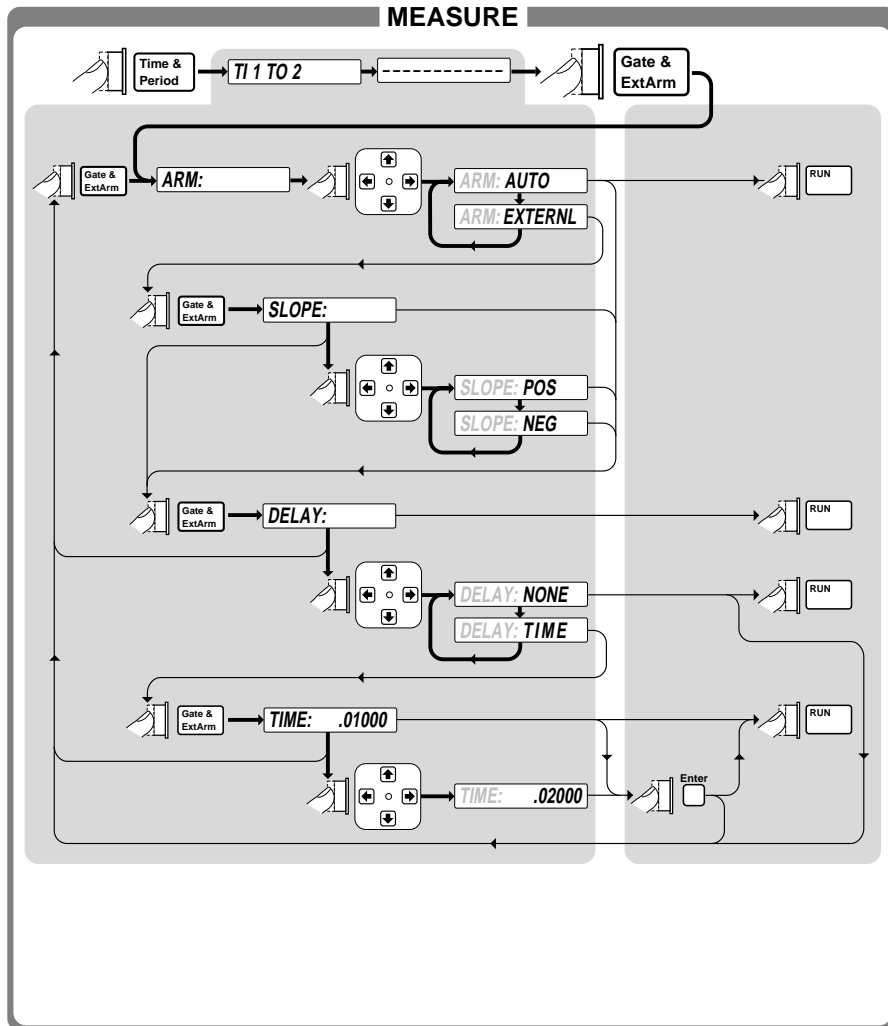 MEASURE
Time &
Period
TI 1 TO 2
------------
Gate &
ExtArm
Gate &
ExtArm
ARM:
ARM: AUTO
RUN
ARM: EXTERNL
Gate &
ExtArm
SLOPE:
SLOPE: POS
SLOPE: NEG
Gate &
ExtArm
DELAY:
RUN
DELAY: NONE
RUN
DELAY: TIME
Gate &
ExtArm
TIME: .01000
RUN
Enter
TIME: .02000